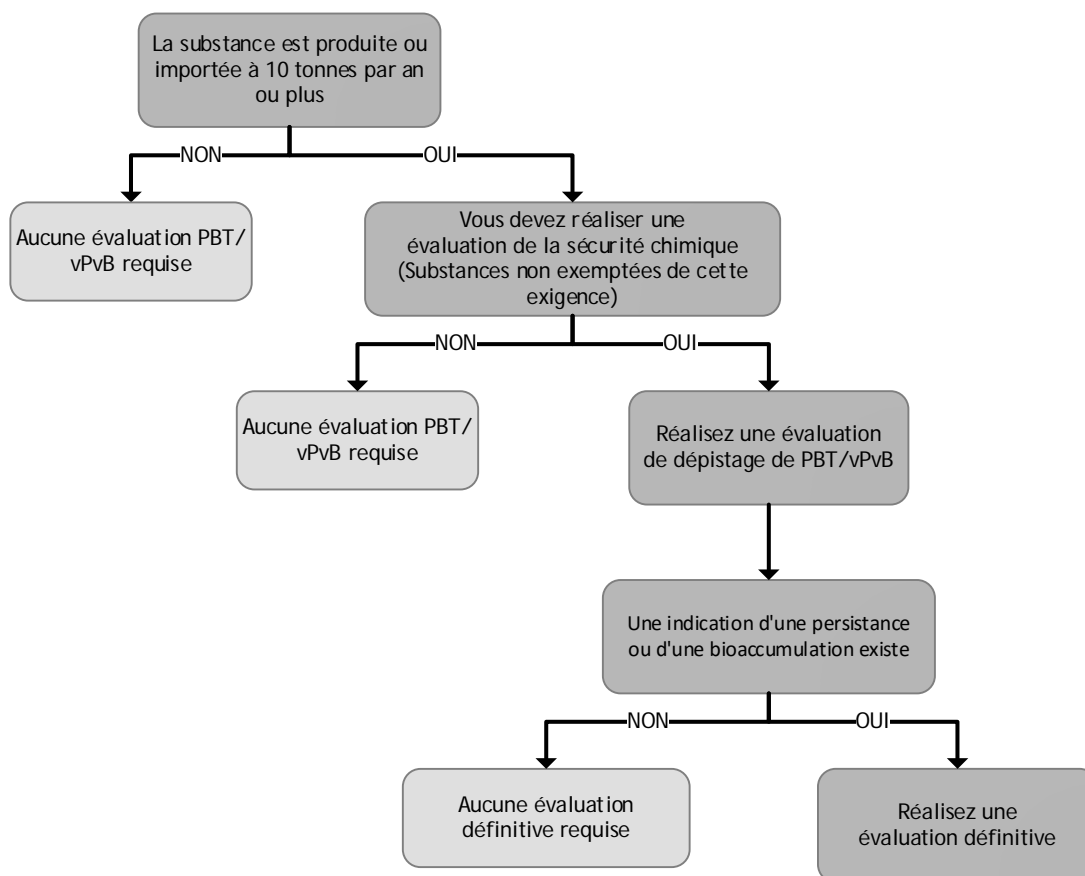 La substance est produite ou
importée à 10 tonnes par an
ou plus
NON
OUI
Aucune évaluation PBT/
vPvB requise
Vous devez réaliser une
évaluation de la sécurité chimique
(Substances non exemptées de cette
exigence)
NON
OUI
Aucune évaluation PBT/
vPvB requise
Réalisez une évaluation
de dépistage de PBT/vPvB
Une indication d'une persistance
ou d'une bioaccumulation existe
NON
OUI
Aucune évaluation
définitive requise
Réalisez une
évaluation définitive